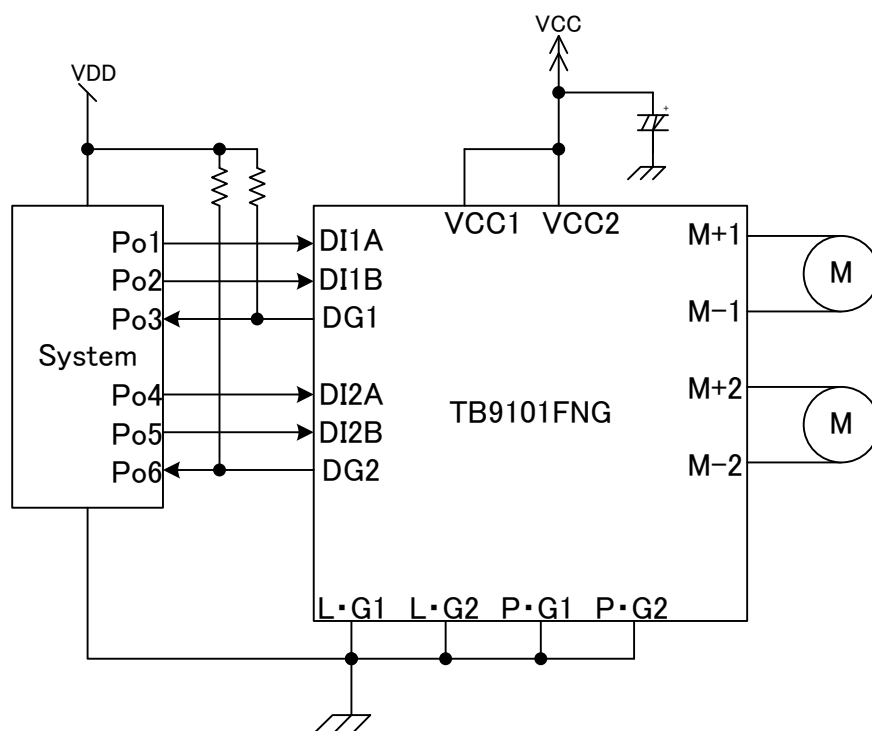 VCC
VDD
+
VCC1
VCC2
Po1
Po2
Po3
System
Po4
Po5
Po6
DI1A
DI1B
DG1
DI2A
DI2B
DG2
TB9101FNG
M+1
M-1
M+2
M-2
M
M
L·G1
L·G2
P·G1
P·G2